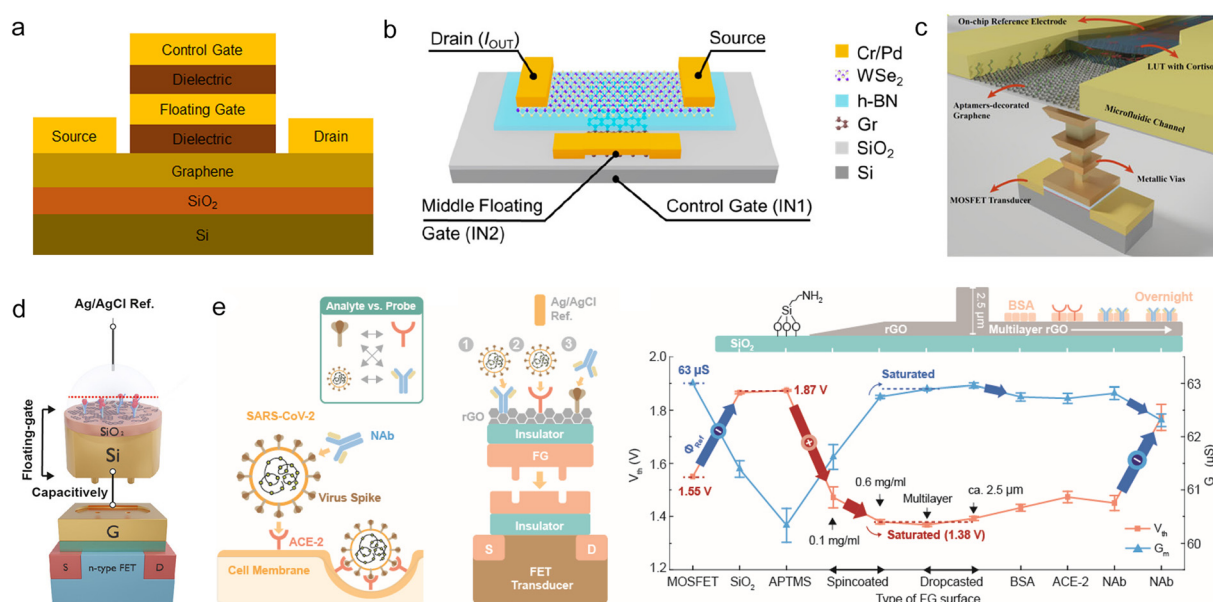 a
Control Gate
Dielectric
Floating Gate
Source
Dielectric
Drain
Graphene
SiO2
Si
b
Drain (IOUT)
Source
Cr/Pd
WSe2
h-BN
Gr
SiO2
Si
Middle Floating
Gate (IN2)
Control Gate (IN1)
c
On-chip Reference Electrode
LUT with Cortiso
Aptamers-decorated
Graphene
Microfluidic Channel
Metallic Vias
MOSFET Transducer
d
Ag/AgCl Ref.
Floating-gate
SiO2
Si
Capacitively
G
S
n-type FET
D
e
Analyte vs. Probe
SARS-CoV-2
NAb
Virus Spike
ACE-2
Cell Membrane
Ag/AgCl
Ref.
1
2
3
rGO
Insulator
FG
Insulator
S
D
FET
Transducer
NH2
Si
OOO
SiO2
rGO
2.5 μm
BSA
Multilayer rGO
Overnight
2.0
1.8
1.6
1.4
1.2
Vth (V)
63 μS
ΦRef
1.55 V
1.87 V
Saturated
0.6 mg/ml
Multilayer
ca. 2.5 μm
0.1 mg/ml
Saturated (1.38 V)
Vth
Gm
63
62
61
60
MOSFET
SiO2
APTMS
Spincoated
Dropcasted
BSA
ACE-2
NAb
NAb
Type of FG surface